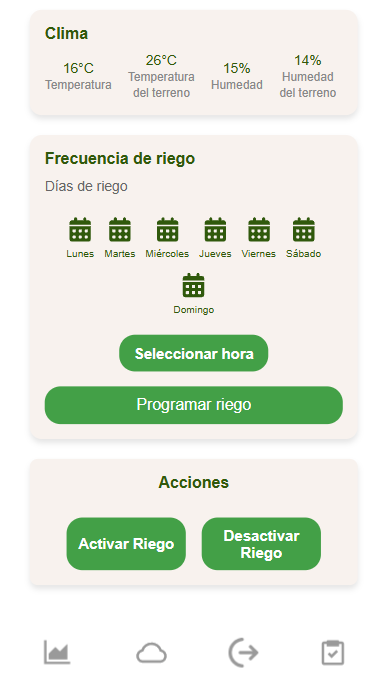 Clima
16°C 26°C 15% 14%
Temperatura Temperatura Humedad Humedad
del terreno del terreno
Frecuencia de riego
Días de riego
Lunes Martes Miércoles Jueves Viernes Sábado
Domingo
Seleccionar hora
Programar riego
Acciones
Activar Riego Desactivar
Riego